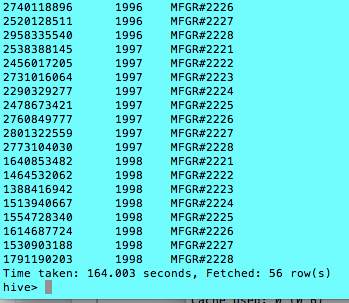 2740118896 1996 MFGR#2226
2520128511 1996 MFGR#2227
2958335540 1996 MFGR#2228
2538388145 1997 MFGR#2221
2456017205 1997 MFGR#2222
2731016064 1997 MFGR#2223
2290329277 1997 MFGR#2224
2478673421 1997 MFGR#2225
2760849777 1997 MFGR#2226
2801322559 1997 MFGR#2227
2773104030 1997 MFGR#2228
1640853482 1998 MFGR#2221
1464532062 1998 MFGR#2222
1388416942 1998 MFGR#2223
1513940667 1998 MFGR#2224
1554728340 1998 MFGR#2225
1614687724 1998 MFGR#2226
1530903188 1998 MFGR#2227
1791190203 1998 MFGR#2228
Time taken: 164.003 seconds, Fetched: 56 row(s)
hive>